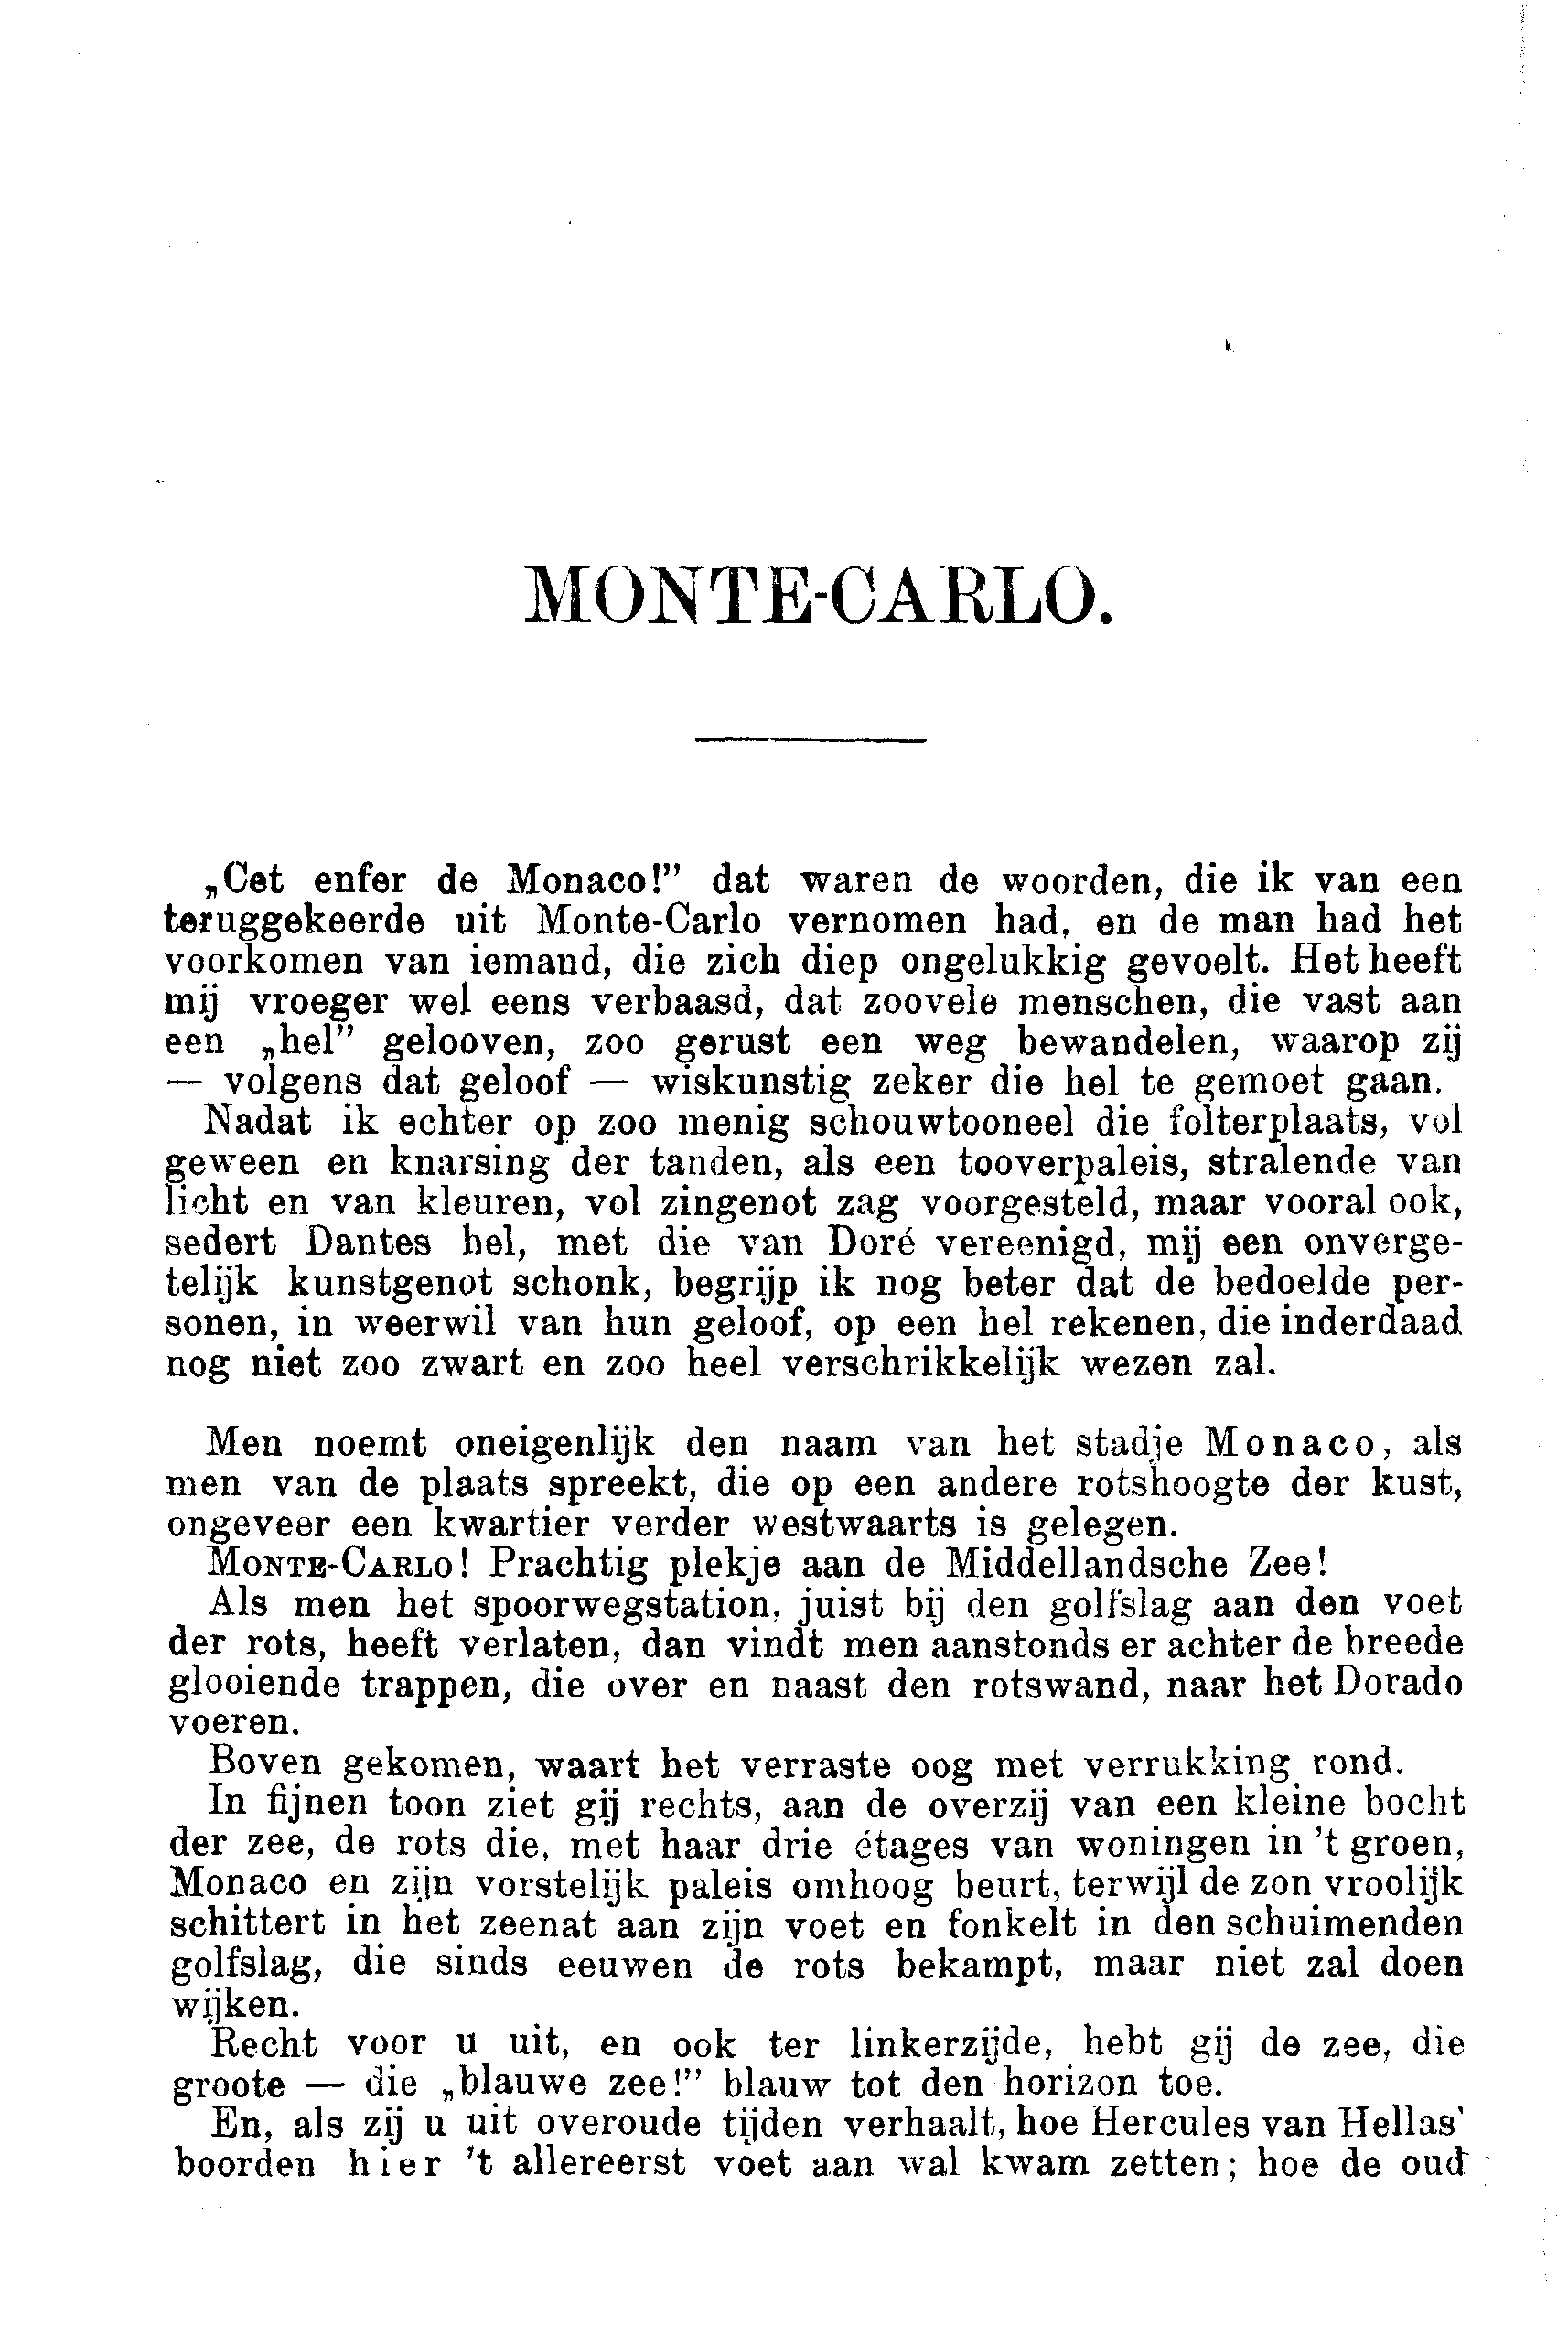 MONTE-CARLO.
„Cet enfer de Monaco!” dat waren de woorden, die ik van een
teruggekeerde uit Monte-Carlo vernomen had, en de man had het
voorkomen van iemand, die zich diep ongelukkig gevoelt. Het heeft
mij vroeger wel eens verbaasd, dat zoovele menschen, die vast aan
een „hel” gelooven, zoo gerust een weg bewandelen, waarop zij
— volgens dat geloof — wiskunstig zeker die hel te gemoet gaan.
Nadat ik echter op zoo menig schouwtooneel die folterplaats, vol
geween en knarsing der tanden, als een tooverpaleis, stralende van
licht en van kleuren, vol zingenot zag voorgesteld, maar vooral ook,
sedert Dantes hel, met die van Doré vereenigd, mij een onverge-
telijk kunstgenot schonk, begrijp ik nog beter dat de bedoelde per-
sonen, in weerwil van hun geloof, op een hel rekenen, die inderdaad
nog niet zoo zwart en zoo heel verschrikkelijk wezen zal.
Men noemt oneigenlijk den naam van het stadje Monaco, als
men van de plaats spreekt, die op een andere rotshoogte der kust,
ongeveer een kwartier verder westwaarts is gelegen.
MONTE-CARLO! Prachtig plekje aan de Middellandsche Zee!
Als men het spoorwegstation, juist bij den golfslag aan den voet
der rots, heeft verlaten, dan vindt men aanstonds er achter de breede
glooiende trappen, die over en naast den rotswand, naar het Dorado
voeren.
Boven gekomen, waart het verraste oog met verrukking rond.
In fijnen toon ziet gij rechts, aan de overzij van een kleine bocht
der zee, de rots die, met haar drie étages van woningen in 't groen,
Monaco en zijn vorstelijk paleis omhoog beurt, terwijl de zon vroolijk
schittert in het zeenat aan zijn voet en fonkelt in den schuimenden
golfslag, die sinds eeuwen de rots bekampt, maar niet zal doen
wijken.
Recht voor u uit, en ook ter linkerzijde, hebt gij de zee, die
groote — die „blauwe zee!” blauw tot den horizon toe.
En, als zij u uit overoude tijden verhaalt, hoe Hercules van Hellas'
boorden hier 't allereerst voet aan wal kwam zetten; hoe de oud